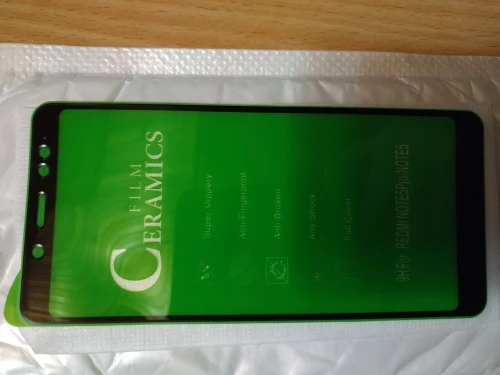 FILM
CERAMICS
Super slippery
Anti Fingerprint
Anti Broken
Anti-Shock
Full Cover
9H For REDMI NOTE5Pro/NOTE5